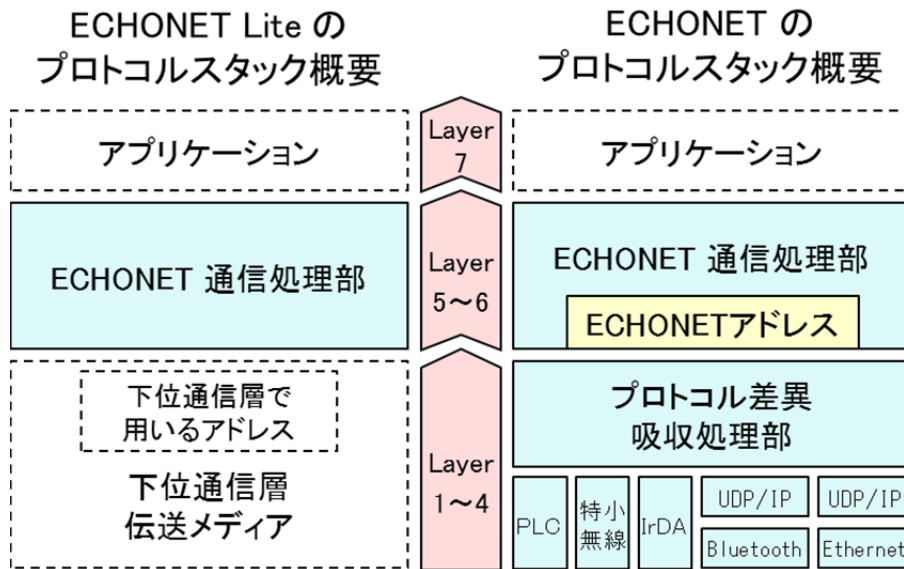 ECHONET Lite の
プロトコルスタック概要
ECHONET の
プロトコルスタック概要
アプリケーション
Layer
7
アプリケーション
ECHONET 通信処理部
Layer
5～6
ECHONET 通信処理部
ECHONETアドレス
下位通信層で
用いるアドレス
下位通信層
伝送メディア
Layer
1～4
プロトコル差異
吸収処理部
PLC
特小
無線
IrDA
UDP/IP
Bluetooth
UDP/IP
Ethernet